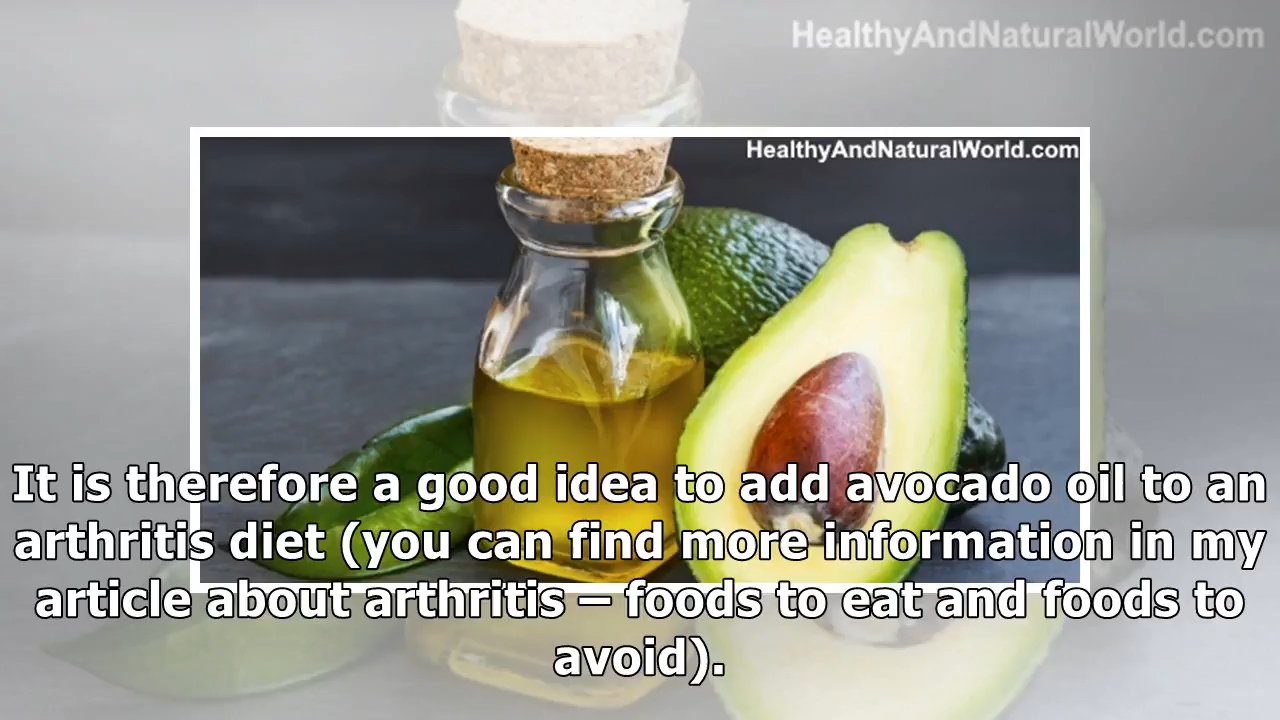 HealthyAndNaturalWorld.com
HealthyAndNaturalWorld.com
It is therefore a good idea to add avocado oil to an
arthritis diet (you can find more information in my
article about arthritis – foods to eat and foods to
avoid).